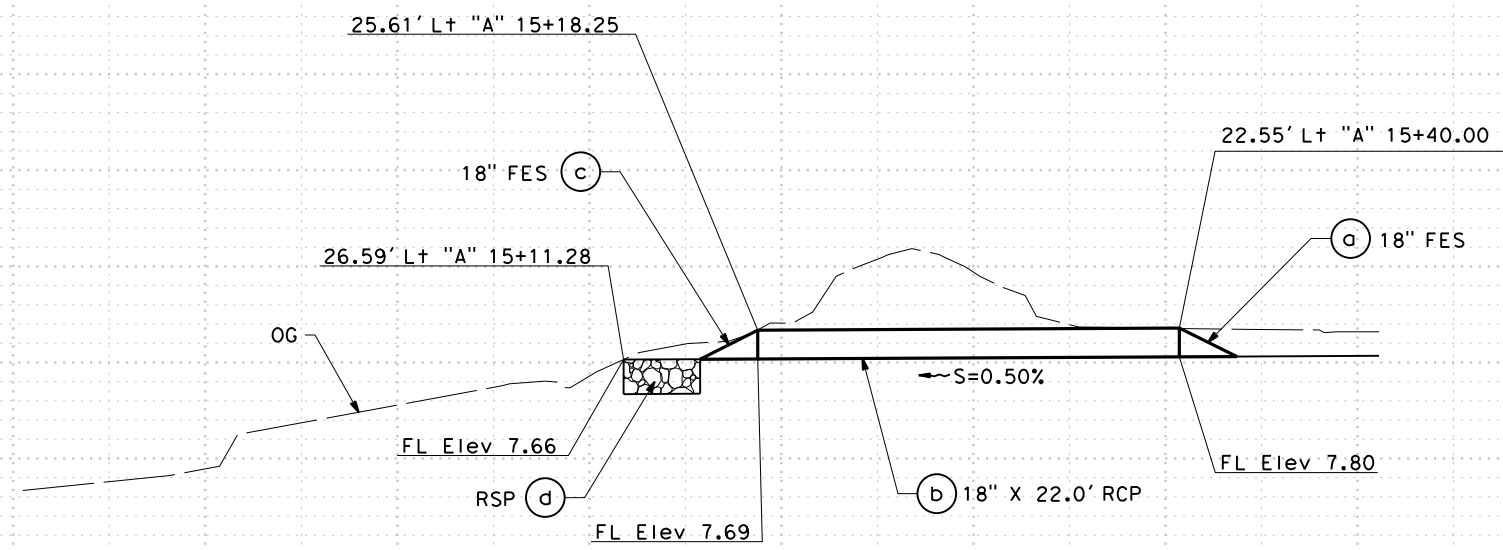 25.61' Lt "A" 15+18.25
22.55' Lt "A" 15+40.00
18" FES c
a 18" FES
26.59' Lt "A" 15+11.28
OG
S=0.50%
FL Elev 7.66
FL Elev 7.80
RSP d
b 18" X 22.0' RCP
FL Elev 7.69